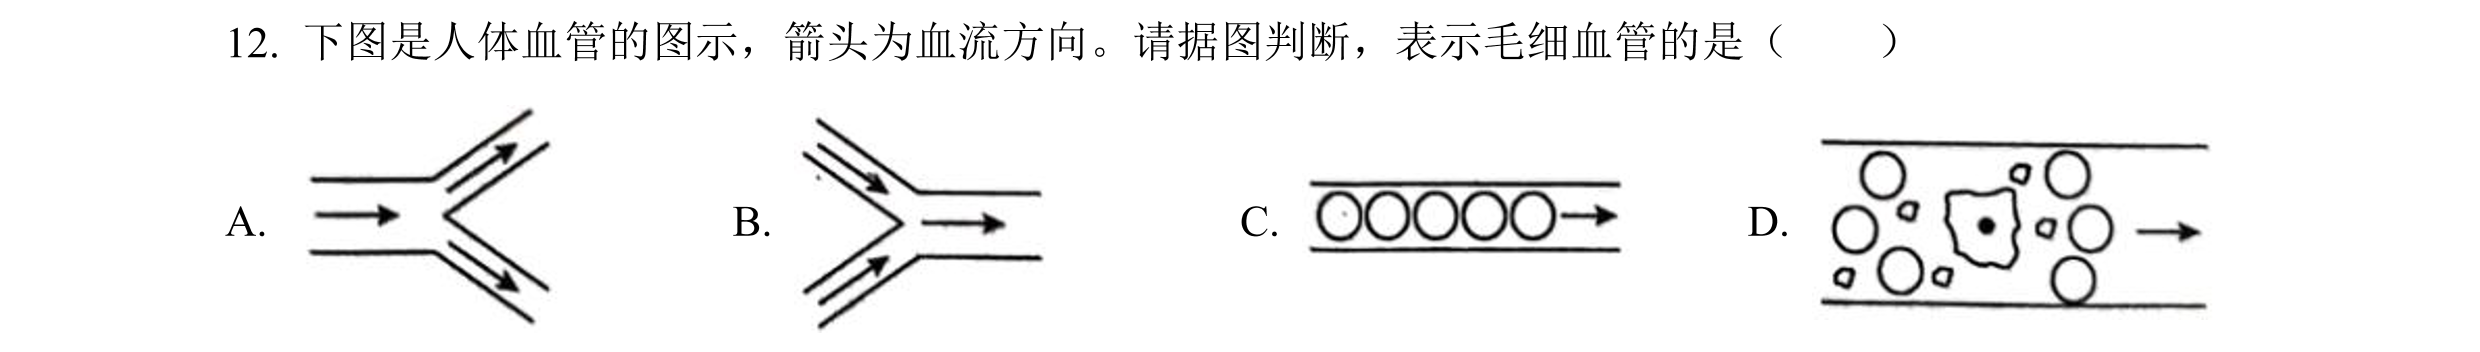 12. 下图是人体血管的图示，箭头为血流方向。请据图判断，表示毛细血管的是（　　）
A. B. C. D.